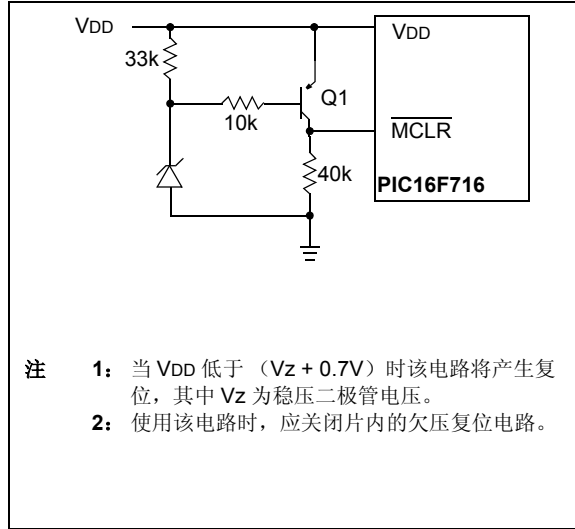 VDD
VDD
33k
Q1
10k
MCLR
40k
PIC16F716
注 1： 当 VDD 低于 （Vz + 0.7V）时该电路将产生复
位，其中 Vz 为稳压二极管电压。
2： 使用该电路时，应关闭片内的欠压复位电路。